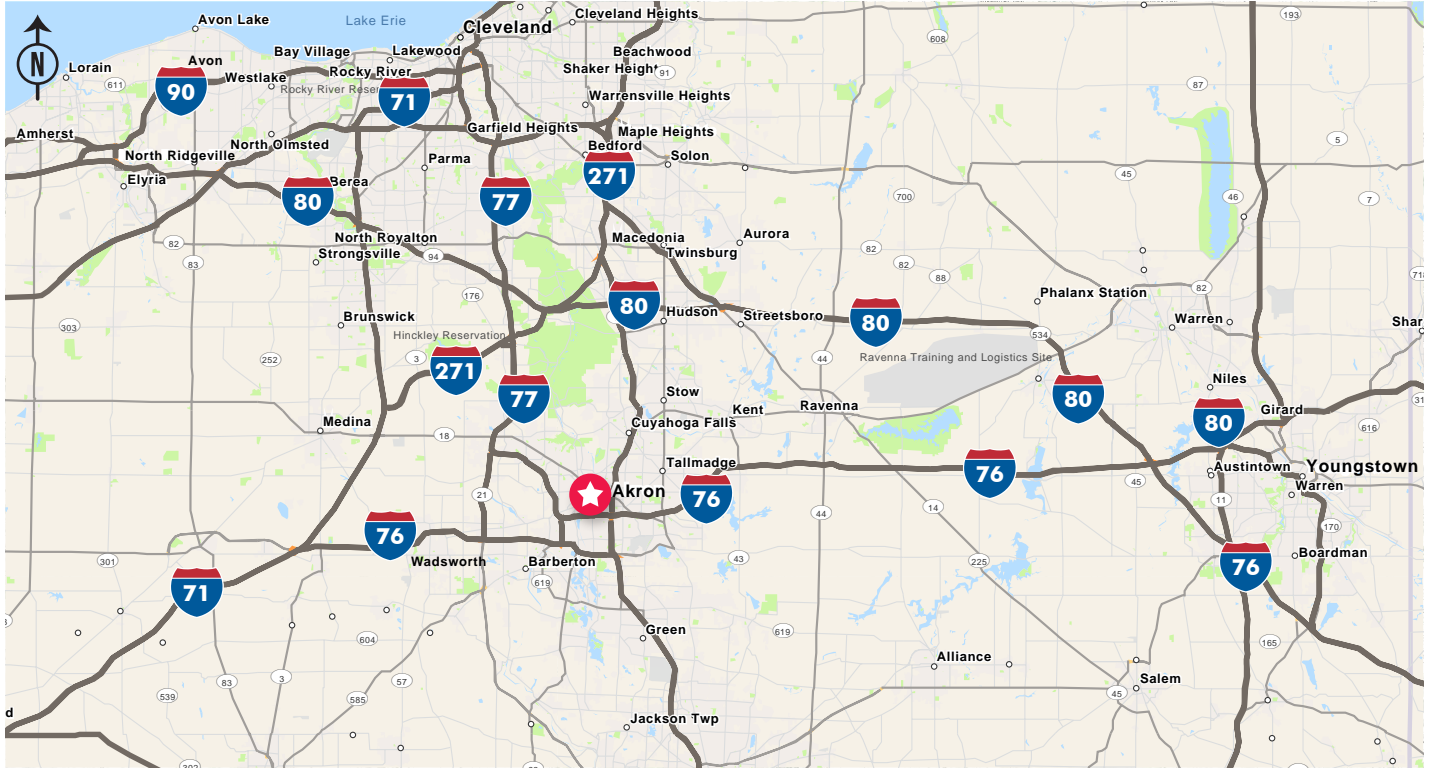 Avon Lake
Lake Erie
Cleveland Heights
193
Cleveland
608
N
Bay Village
Lakewood
Beachwood
Lorain
Avon
Rocky River
Shaker
91
611
90
Westlake
Rocky River
71
87
Warrensville Heights
Amherst
Garfield Heights
Maple Heights
5
North Olmsted
Bedford
North Ridgeville
Parma
Solon
Elyria
Berea
271
45
80
77
700
46
7
82
North Royalton
Macedonia
Aurora
82
Strongsville
94
Twinsburg
83
82
88
176
80
Phalanx Station
82
Brunswick
Hudson
Streetsboro
80
Warren
303
Hinckley Reservation
534
252
3
271
44
Ravenna Training and Logistics Site
77
Stow
80
Niles
Kent
Ravenna
80
Girard
Medina
18
Cuyahoga Falls
616
Tallmadge
76
Austintown
Youngstown
21
Akron
76
45
Warren
44
14
11
76
170
301
Wadsworth
Barberton
43
225
76
Boardman
71
619
604
Green
619
165
Alliance
539
83
3
57
Salem
585
45
Jackson Twp